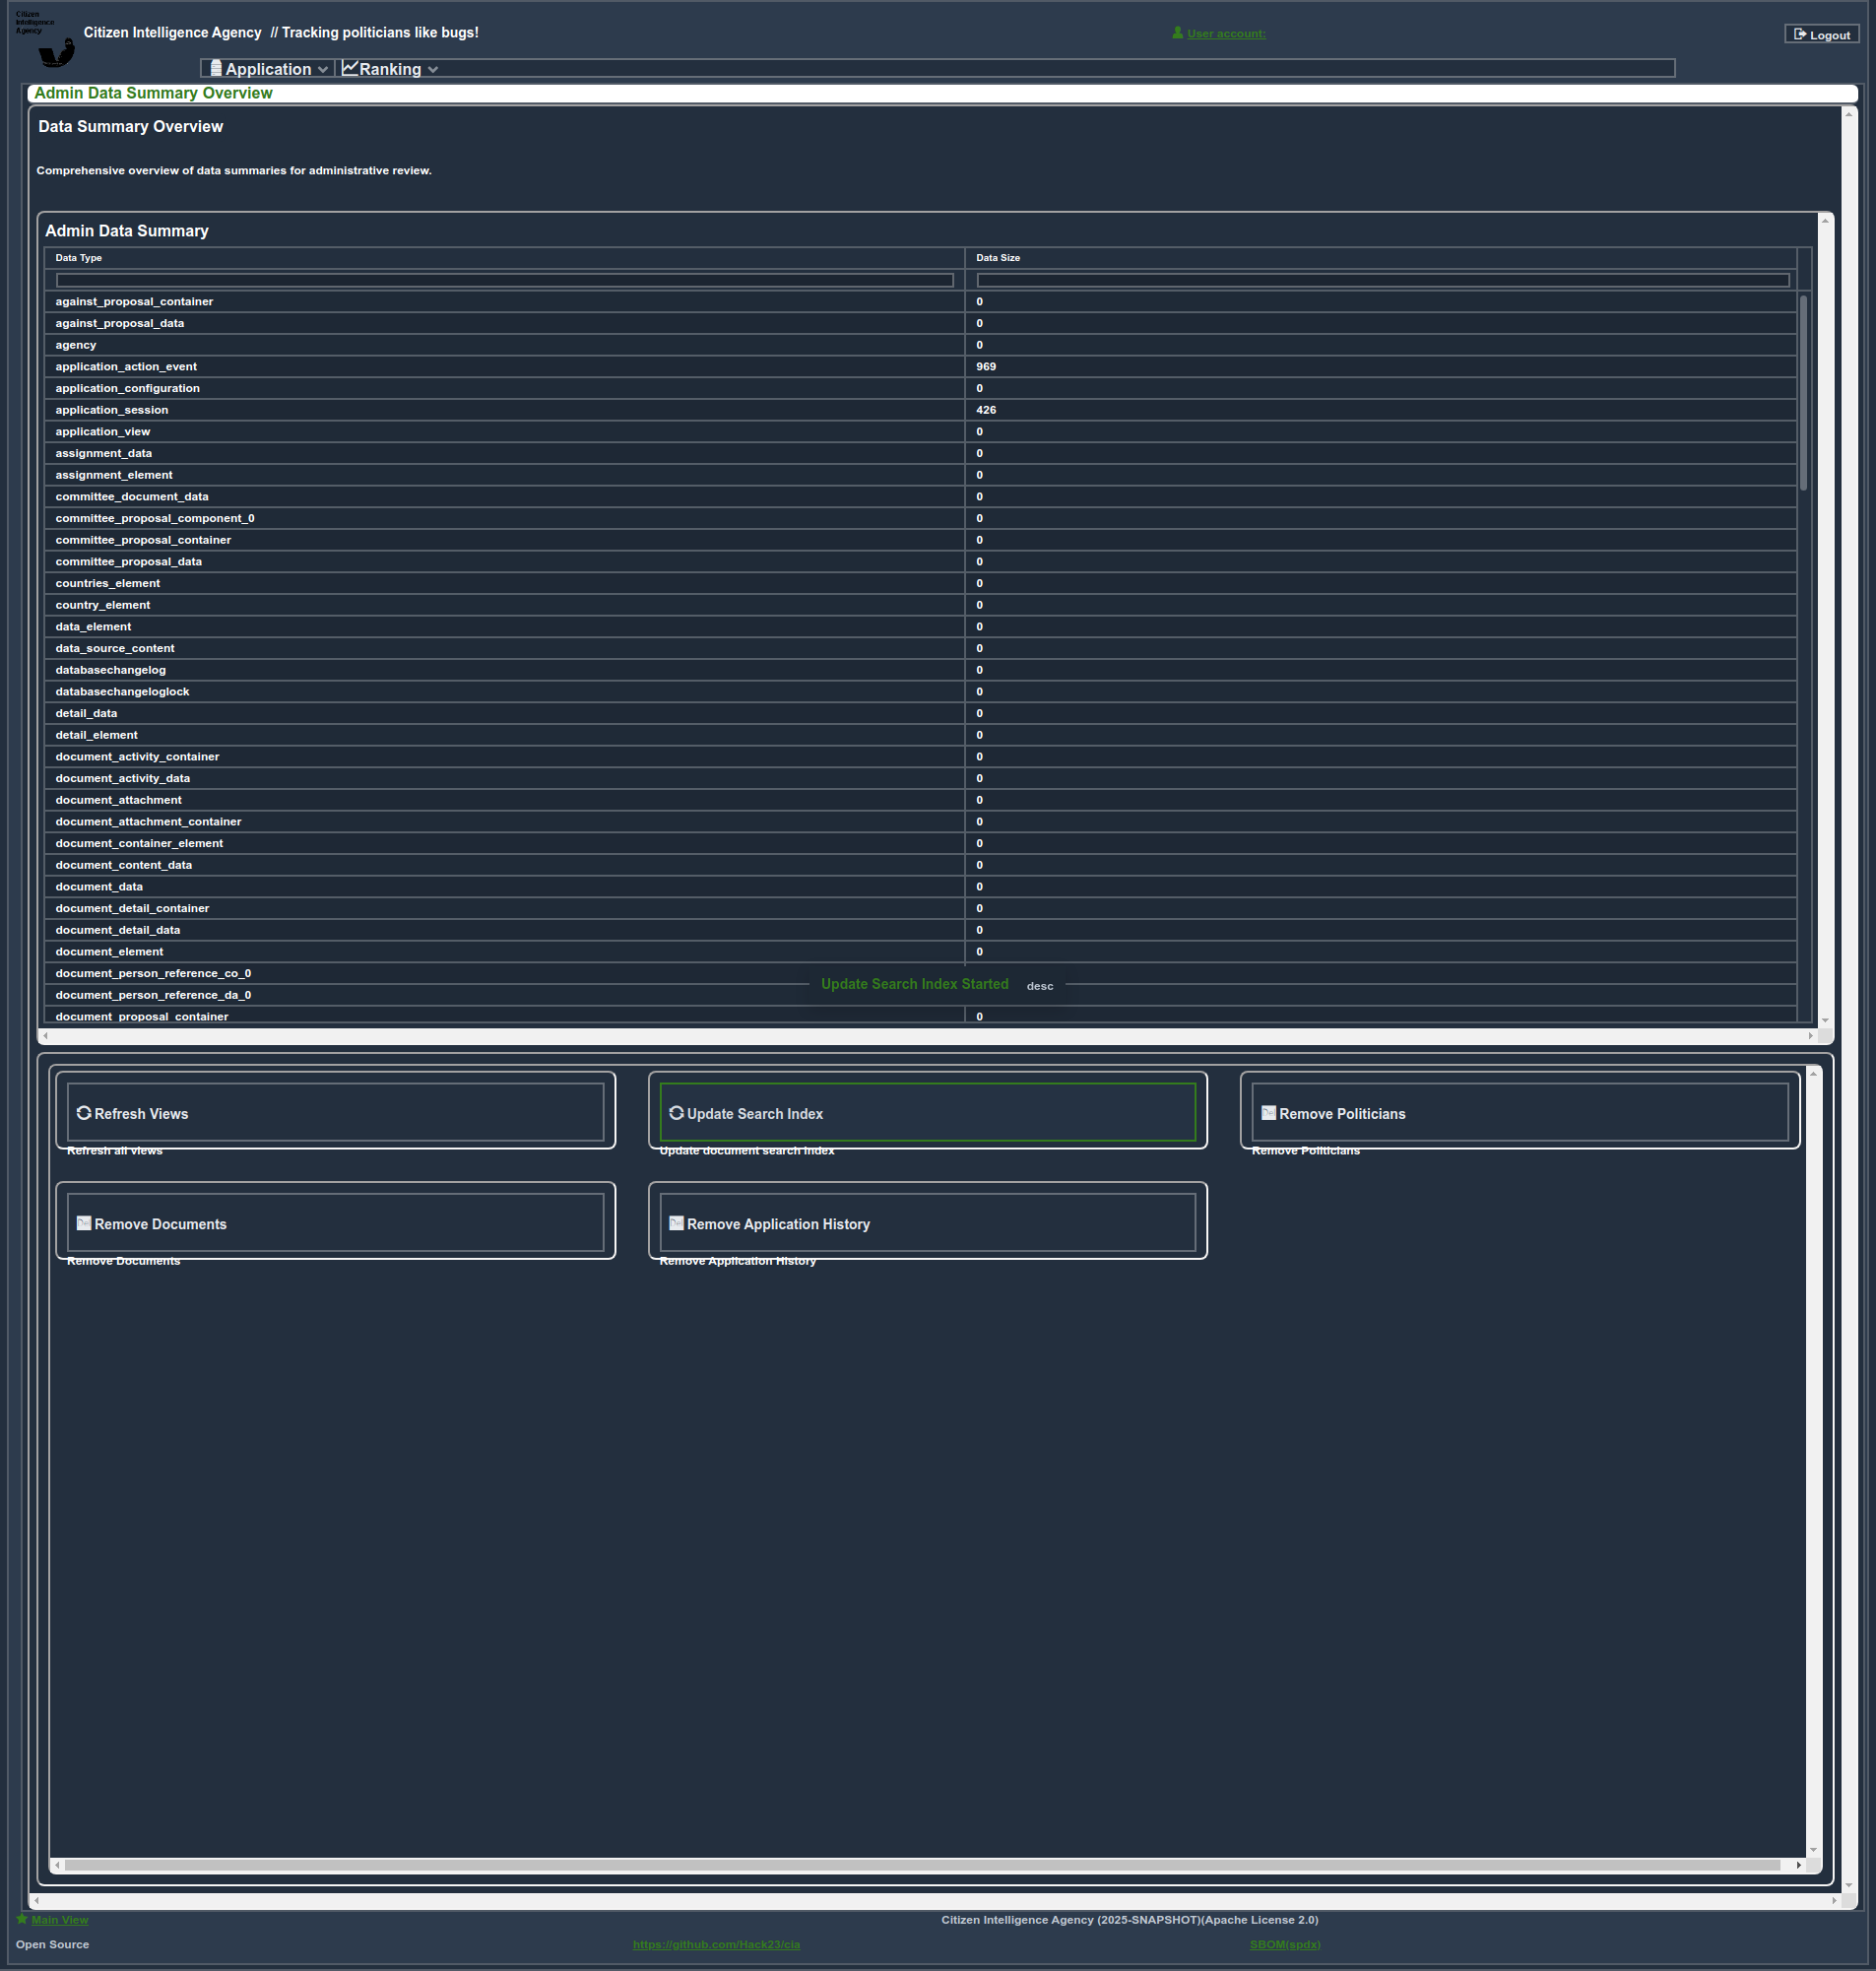 Citizen
Intelligence
Agency
Citizen Intelligence Agency // Tracking politicians like bugs!
User account:
Logout
Application
Ranking
Admin Data Summary Overview
Data Summary Overview
Comprehensive overview of data summaries for administrative review.
Admin Data Summary
Data Type Data Size
against_proposal_container 0
against_proposal_data 0
agency 0
application_action_event 969
application_configuration 0
application_session 426
application_view 0
assignment_data 0
assignment_element 0
committee_document_data 0
committee_proposal_component_0 0
committee_proposal_container 0
committee_proposal_data 0
countries_element 0
country_element 0
data_element 0
data_source_content 0
databasechangelog 0
databasechangeloglock 0
detail_data 0
detail_element 0
document_activity_container 0
document_activity_data 0
document_attachment 0
document_attachment_container 0
document_container_element 0
document_content_data 0
document_data 0
document_detail_container 0
document_detail_data 0
document_element 0
document_person_reference_co_0
Update Search Index Started desc
document_person_reference_da_0
document_proposal_container 0
Refresh Views
Refresh all views
Update Search Index
Update document search index
Remove Politicians
Remove Politicians
Remove Documents
Remove Documents
Remove Application History
Remove Application History
Main View
Citizen Intelligence Agency (2025-SNAPSHOT)(Apache License 2.0)
Open Source
https://github.com/Hack23/cia
SBOM(spdx)